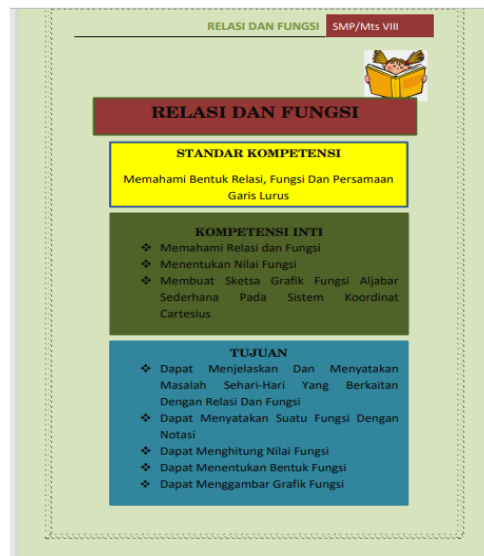 RELASI DAN FUNGSI SMP/Mts VIII
RELASI DAN FUNGSI
STANDAR KOMPETENSI
Memahami Bentuk Relasi, Fungsi Dan Persamaan
Garis Lurus
KOMPETENSI INTI
❖ Memahami Relasi dan Fungsi
❖ Menentukan Nilai Fungsi
❖ Membuat Sketsa Grafik Fungsi Aljabar
Sederhana Pada Sistem Koordinat
Cartesius
TUJUAN
❖ Dapat Menjelaskan Dan Menyatakan
Masalah Sehari-Hari Yang Berkaitan
Dengan Relasi Dan Fungsi
❖ Dapat Menyatakan Suatu Fungsi Dengan
Notasi
❖ Dapat Menghitung Nilai Fungsi
❖ Dapat Menentukan Bentuk Fungsi
❖ Dapat Menggambar Grafik Fungsi